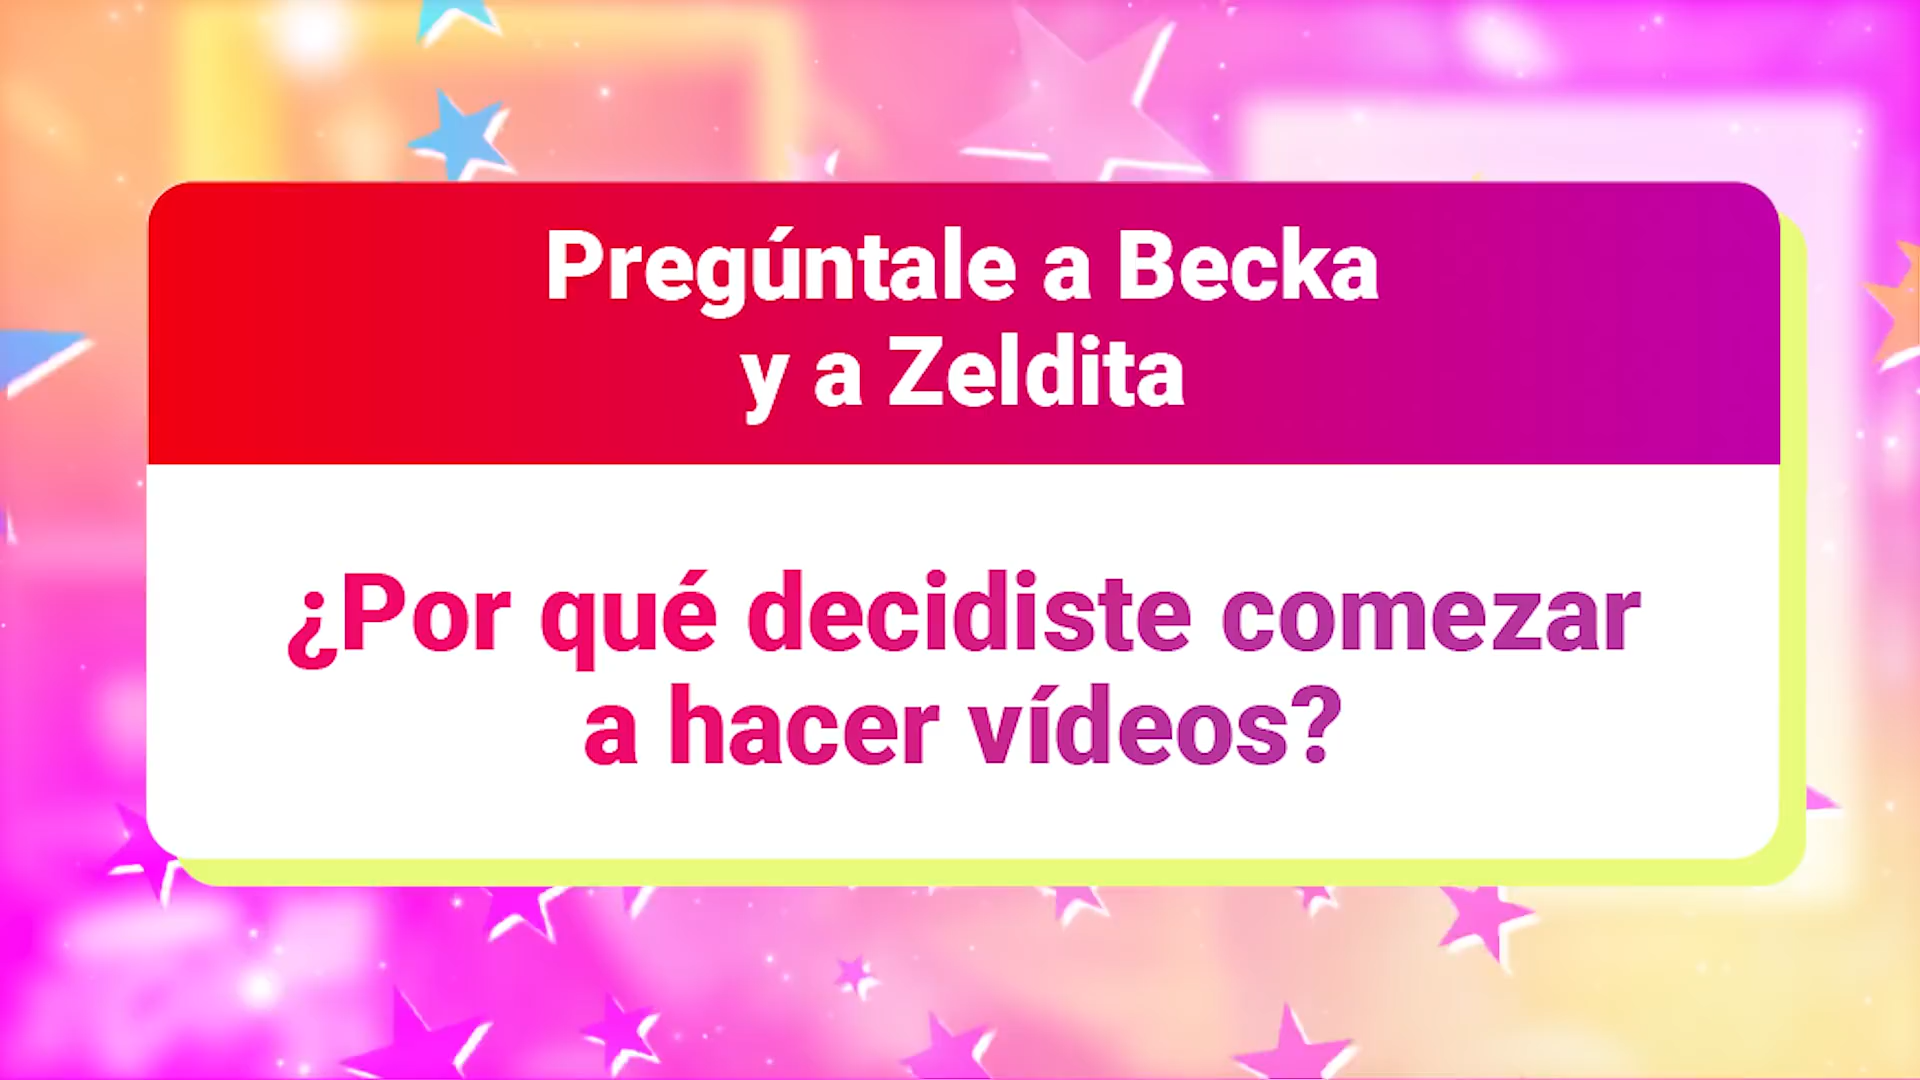 Pregúntale a Becka
y a Zeldita
¿Por qué decidiste comezar
a hacer vídeos?